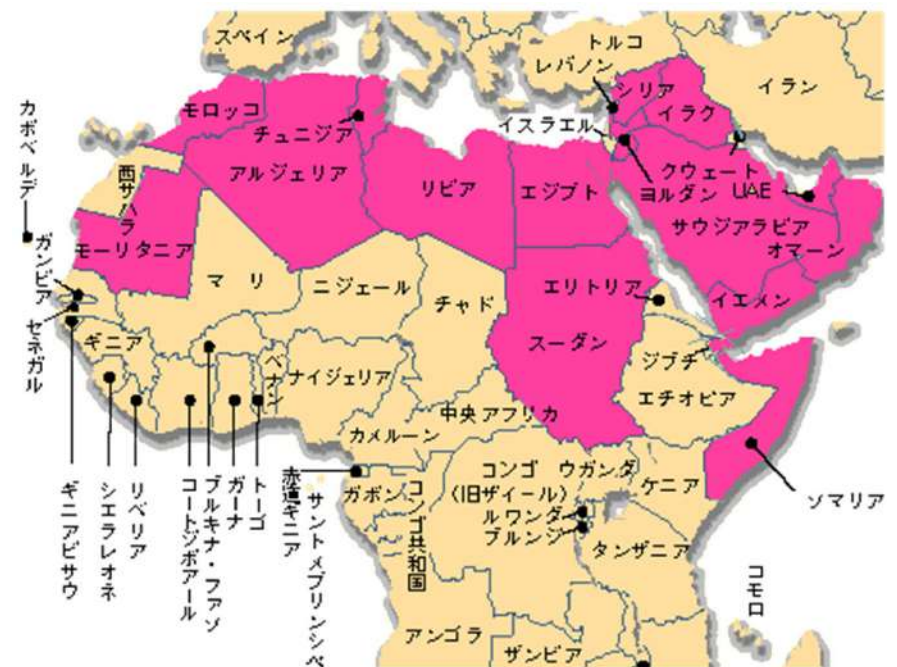 スペイン
トルコ
レバノン
シリア
イラン
イラク
イスラエル
クウェート
ヨルダン
UAE
サウジアラビア
オマーン
イエメン
モロッコ
チュニジア
アルジェリア
リビア
エジプト
カボベルデ
西サハラ
モーリタニア
マリ
ニジェール
チャド
エリトリア
スーダン
ジブチ
エチオピア
ガンビア
セネガル
ギニア
ベナン
ナイジェリア
中央アフリカ
カメルーン
コンゴ
(旧ザイール)
ウガンダ
ケニア
ルワンダ
ブルンジ
ソマリア
タンザニア
ギニアビサウ
シエラレオネ
リベリア
コートジボアール
ブルキナ・ファソ
ガーナ
トーゴ
赤道ギニア
サントメプリンシペ
ガボン
コンゴ共和国
コモロ
アンゴラ
ザンビア